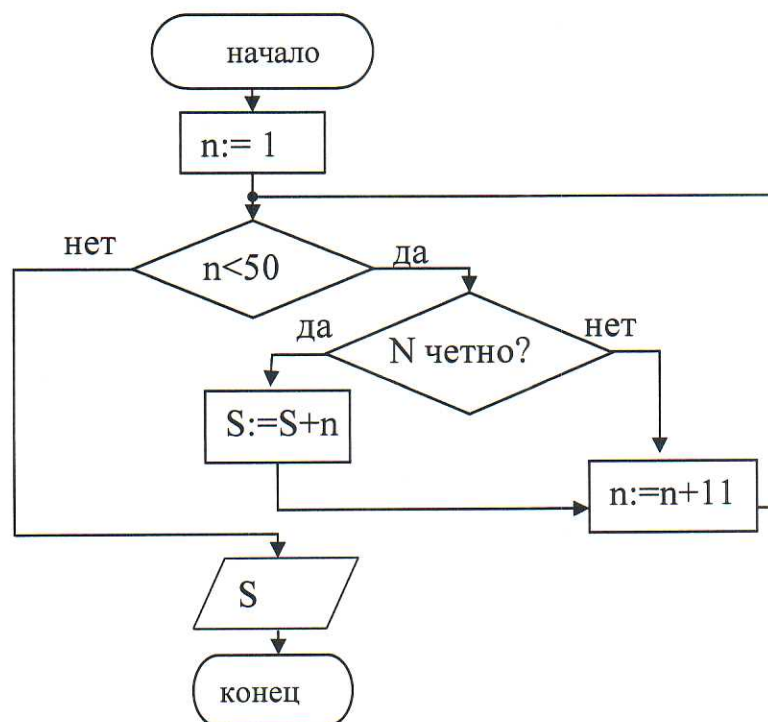 начало
n:= 1
нет
n<50
да
да
N четно?
нет
S:=S+n
n:=n+11
S
конец